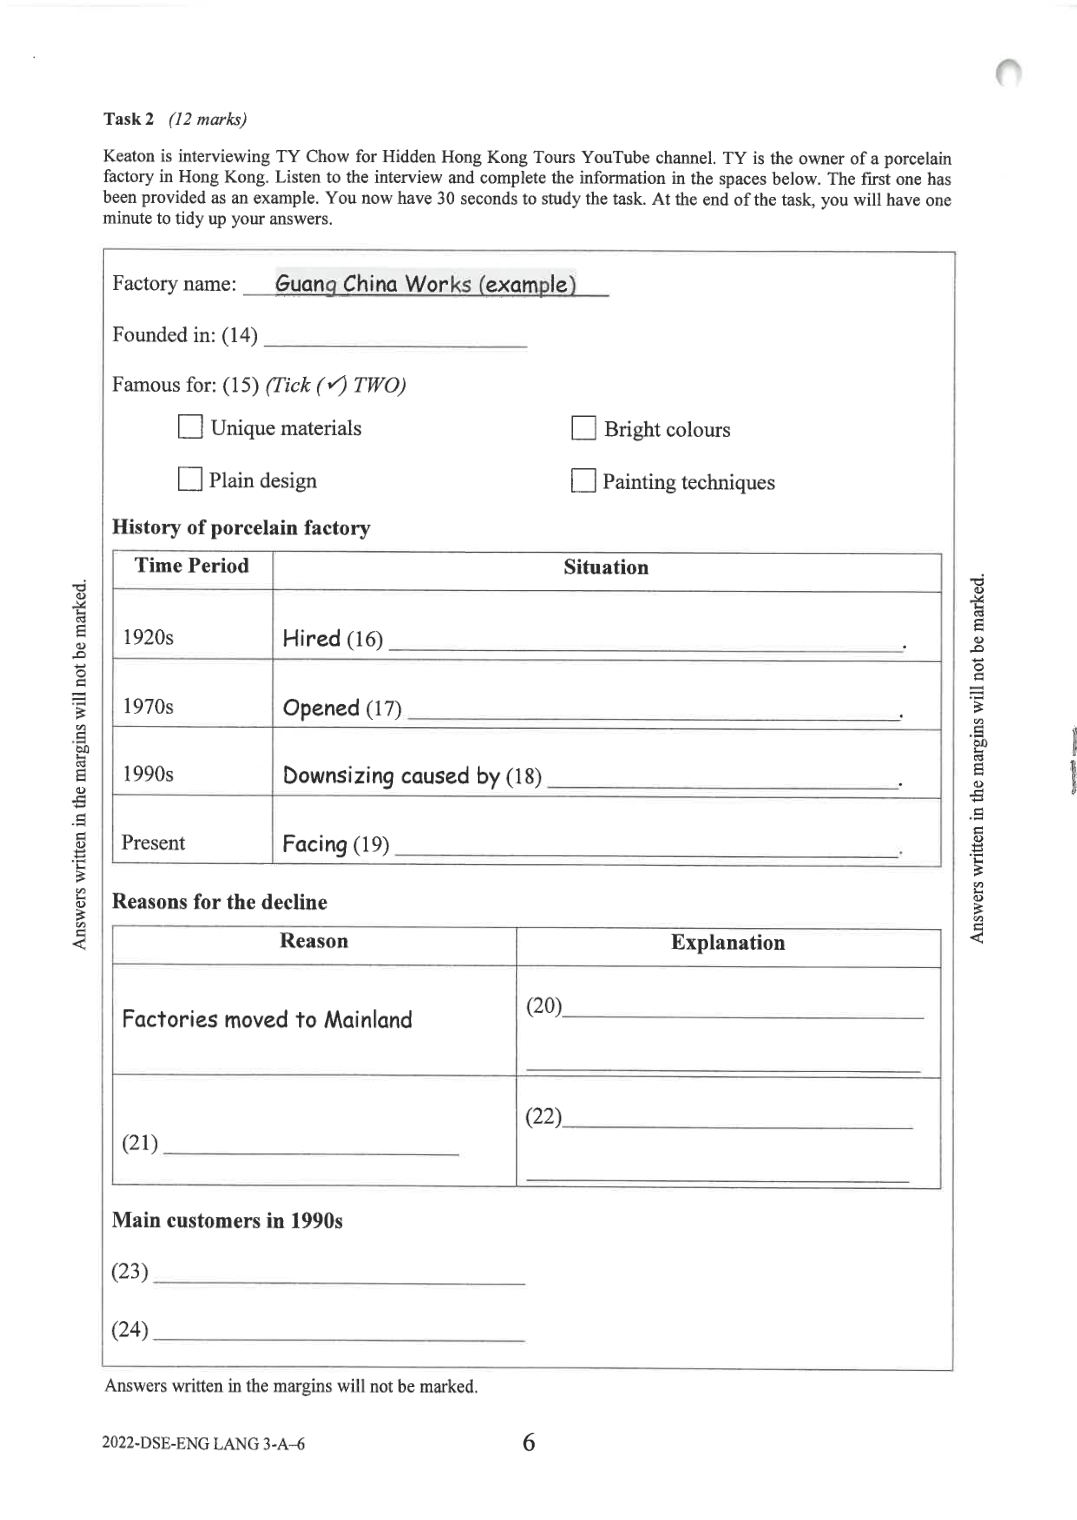 Task 2 (12 marks)
Keaton is interviewing TY Chow for Hidden Hong Kong Tours YouTube channel. TY is the owner of a porcelain
factory in Hong Kong. Listen to the interview and complete the information in the spaces below. The first one has
been provided as an example. You now have 30 seconds to study the task. At the end of the task, you will have one
minute to tidy up your answers.
Factory name: Guang China Works (example)
Founded in: (14)
Famous for: (15) (Tick (✓) TWO)
Unique materials
Bright colours
Plain design
Painting techniques
History of porcelain factory
Time Period
Situation
1920s
Hired (16) .
1970s
Opened (17) .
1990s
Downsizing caused by (18) .
Present
Facing (19) .
Reasons for the decline
Reason
Explanation
Factories moved to Mainland
(20)
(21)
(22)
Main customers in 1990s
(23)
(24)
Answers written in the margins will not be marked.
Answers written in the margins will not be marked.
Answers written in the margins will not be marked.
2022-DSE-ENG LANG 3-A–6
6